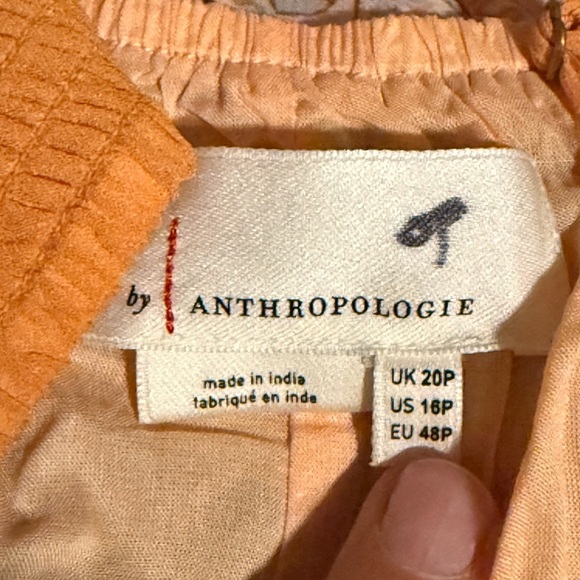 by ANTHROPOLOGIE
made in india
fabriqué en inde
UK 20P
US 16P
EU 48P